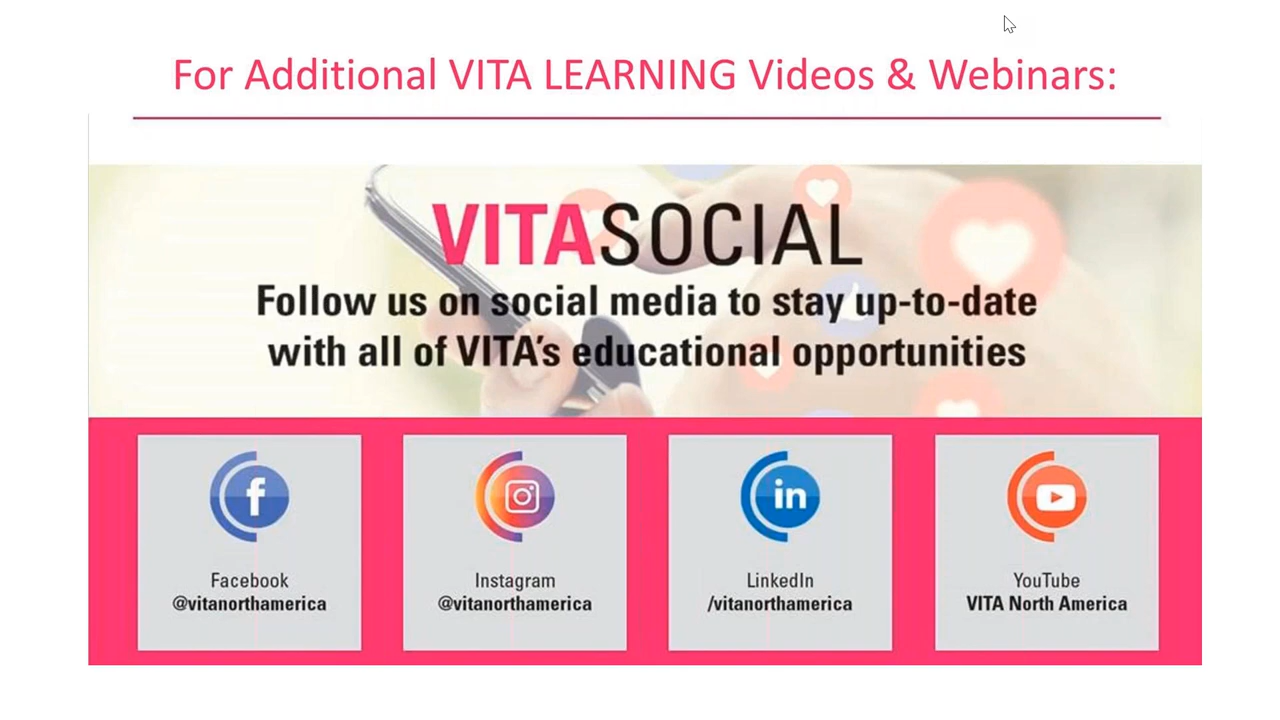 For Additional VITA LEARNING Videos & Webinars:
VITASOCIAL
Follow us on social media to stay up-to-date
with all of VITA's educational opportunities
Facebook
@vitanorthamerica
Instagram
@vitanorthamerica
in
LinkedIn
/vitanorthamerica
YouTube
VITA North America